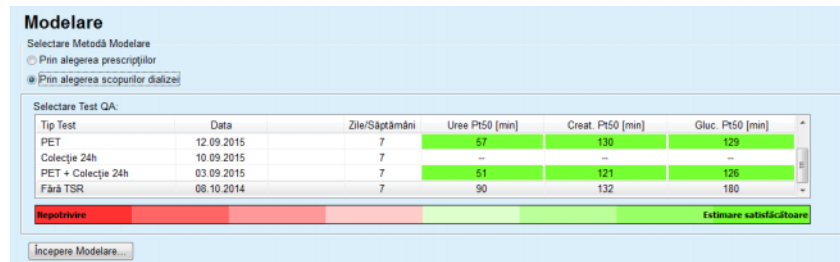 Modelare
Selectare Metodă Modelare
Prin alegerea prescripțiilor
Prin alegerea scopurilor dializei
Selectare Test QA:
Tip Test Data Zile/Săptămâni Uree Pt50 [min] Creat. Pt50 [min] Gluc. Pt50 [min]
PET 12.09.2015 7 57 130 129
Colecție 24h 10.09.2015 7 -- -- --
PET + Colecție 24h 03.09.2015 7 51 121 126
Fără TSR 08.10.2014 7 90 132 180
Nepotrivire Estimare satisfăcătoare
Începere Modelare...